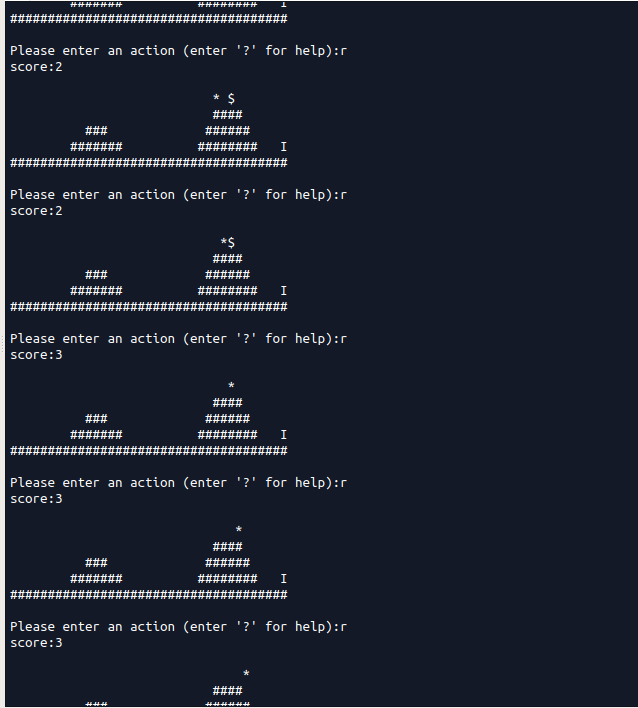 #######          ########   I
#####################################

Please enter an action (enter '?' for help):r
score:2

                           * $
                           ####
          ###             ######
        #######          ########   I
#####################################

Please enter an action (enter '?' for help):r
score:2

                            *$
                           ####
          ###             ######
        #######          ########   I
#####################################

Please enter an action (enter '?' for help):r
score:3

                             *
                           ####
          ###             ######
        #######          ########   I
#####################################

Please enter an action (enter '?' for help):r
score:3

                              *
                           ####
          ###             ######
        #######          ########   I
#####################################

Please enter an action (enter '?' for help):r
score:3

                               *
                           ####
          ###             ######